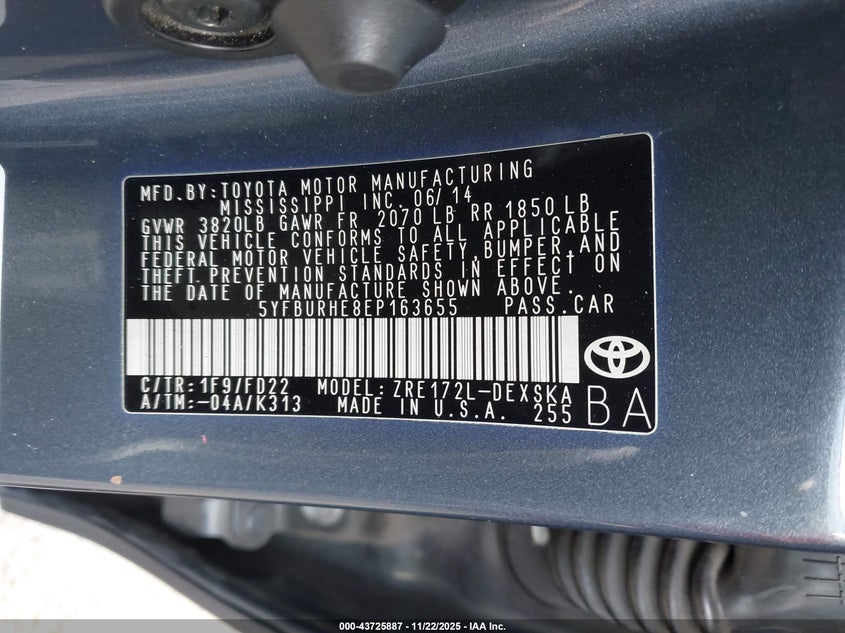 MFD.BY:TOYOTA MOTOR MANUFACTURING
MISSISSIPPI INC. 06/14
GVWR 3820LB GAWR FR 2070 LB RR 1850 LB
THIS VEHICLE CONFORMS TO ALL APPLICABLE
FEDERAL MOTOR VEHICLE SAFETY, BUMPER, AND
THEFT PREVENTION STANDARDS IN EFFECT ON
THE DATE OF MANUFACTURE SHOWN ABOVE.
5YFBURHE8EP163655 PASS.CAR
C/TR: 1F9/FD22 MODEL: ZRE172L-DEXSKA
A/TM:-04A/K313 MADE IN U.S.A. 255 BA
000-43725887 - 11/22/2025 - IAA Inc.